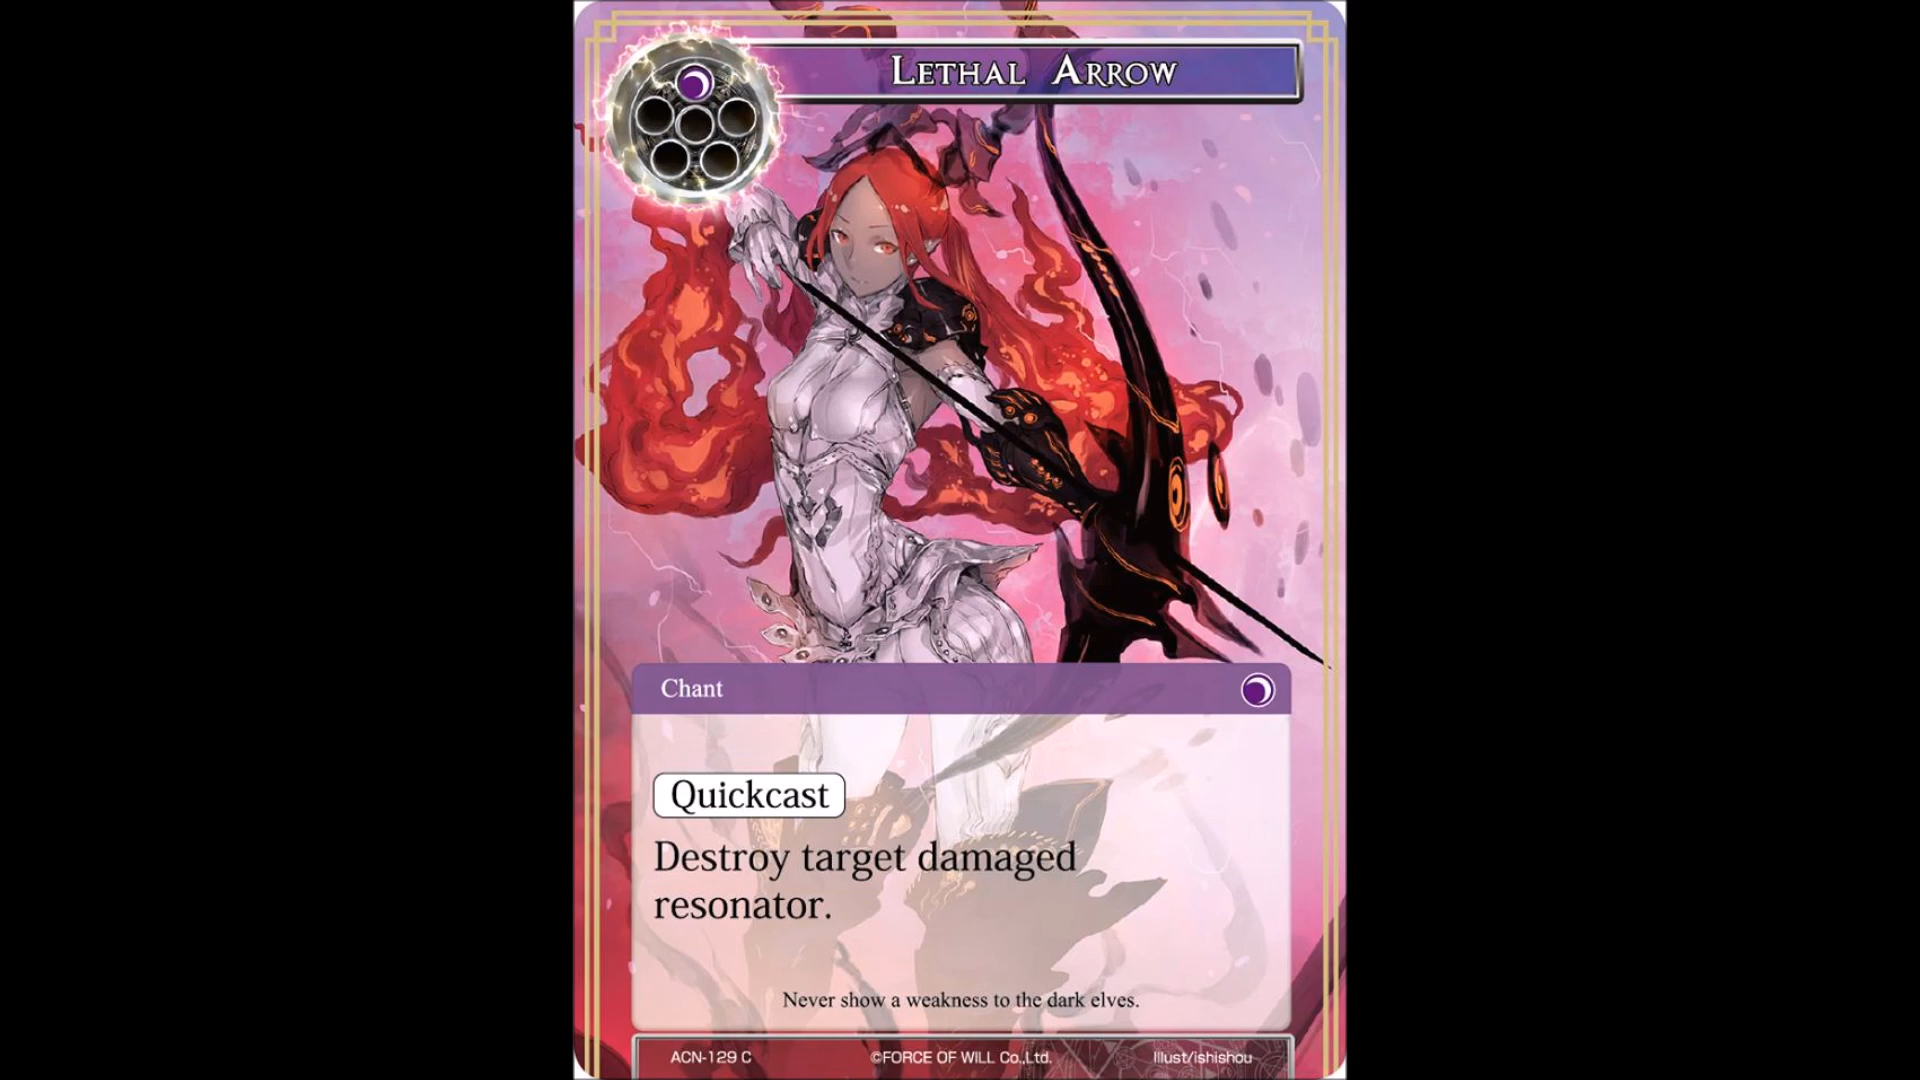 Lethal Arrow
Chant
Quickcast
Destroy target damaged
resonator.
Never show a weakness to the dark elves.
ACN-129 C ©FORCE OF WILL Co.,Ltd. Illust/ishishou